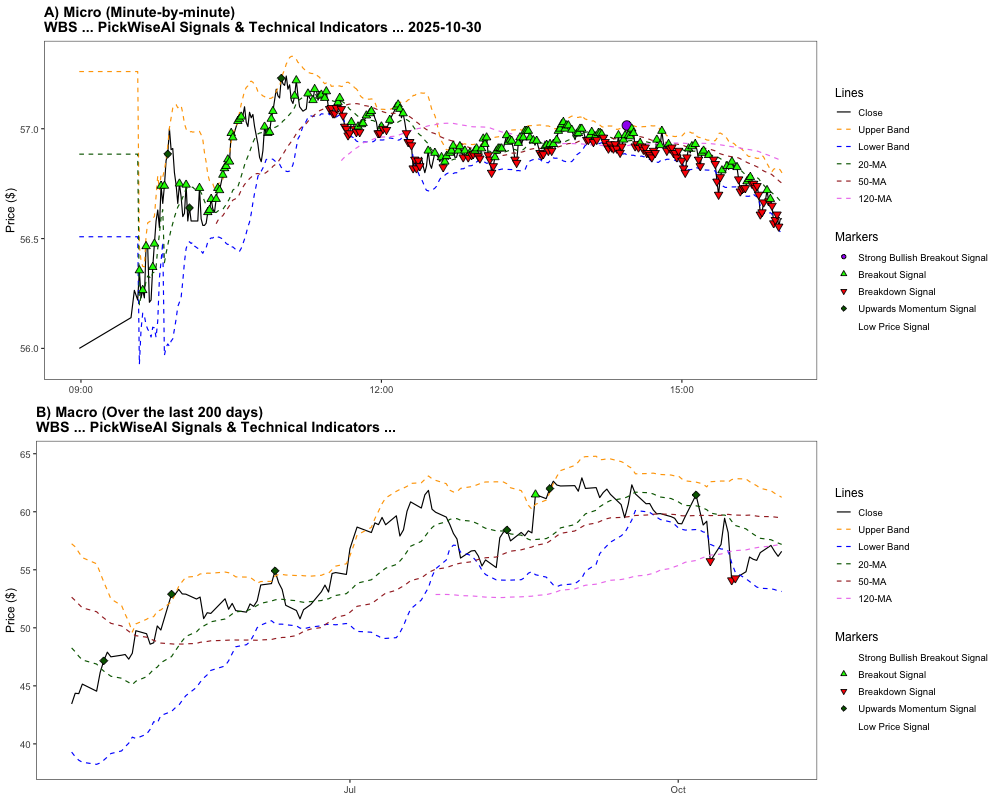 A) Micro (Minute-by-minute)
WBS ... PickWiseAI Signals & Technical Indicators ... 2025-10-30
57.0
56.5
56.0
Price ($)
09:00
12:00
15:00
Lines
Close
Upper Band
Lower Band
20-MA
50-MA
120-MA
Markers
Strong Bullish Breakout Signal
Breakout Signal
Breakdown Signal
Upwards Momentum Signal
Low Price Signal
B) Macro (Over the last 200 days)
WBS ... PickWiseAI Signals & Technical Indicators ...
65
60
55
50
45
40
Price ($)
Jul
Oct
Lines
Close
Upper Band
Lower Band
20-MA
50-MA
120-MA
Markers
Strong Bullish Breakout Signal
Breakout Signal
Breakdown Signal
Upwards Momentum Signal
Low Price Signal